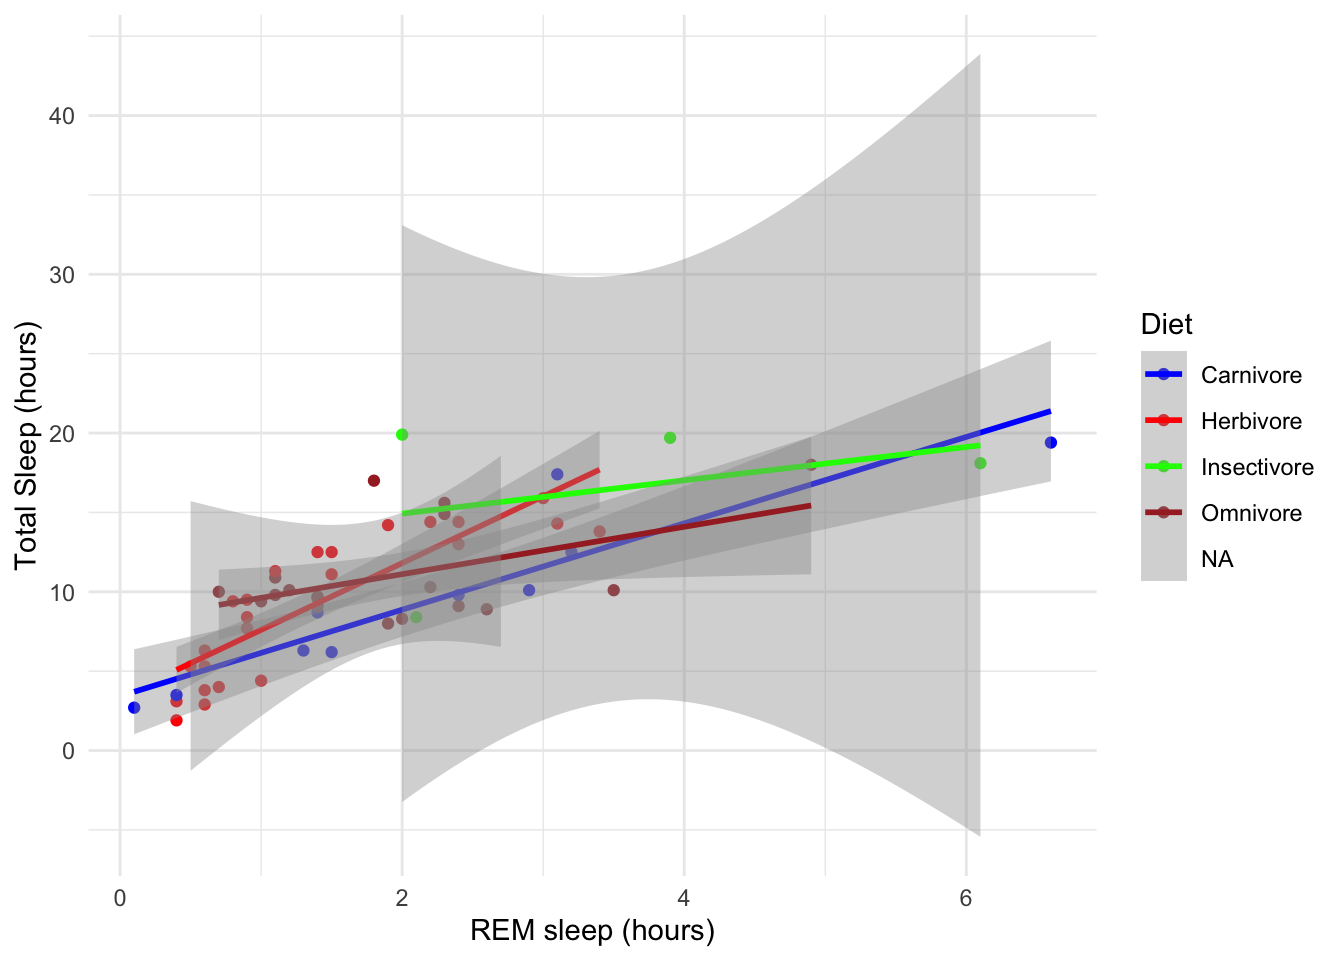 40
30
20
10
0
Total Sleep (hours)
0
2
4
6
REM sleep (hours)
Diet
Carnivore
Herbivore
Insectivore
Omnivore
NA